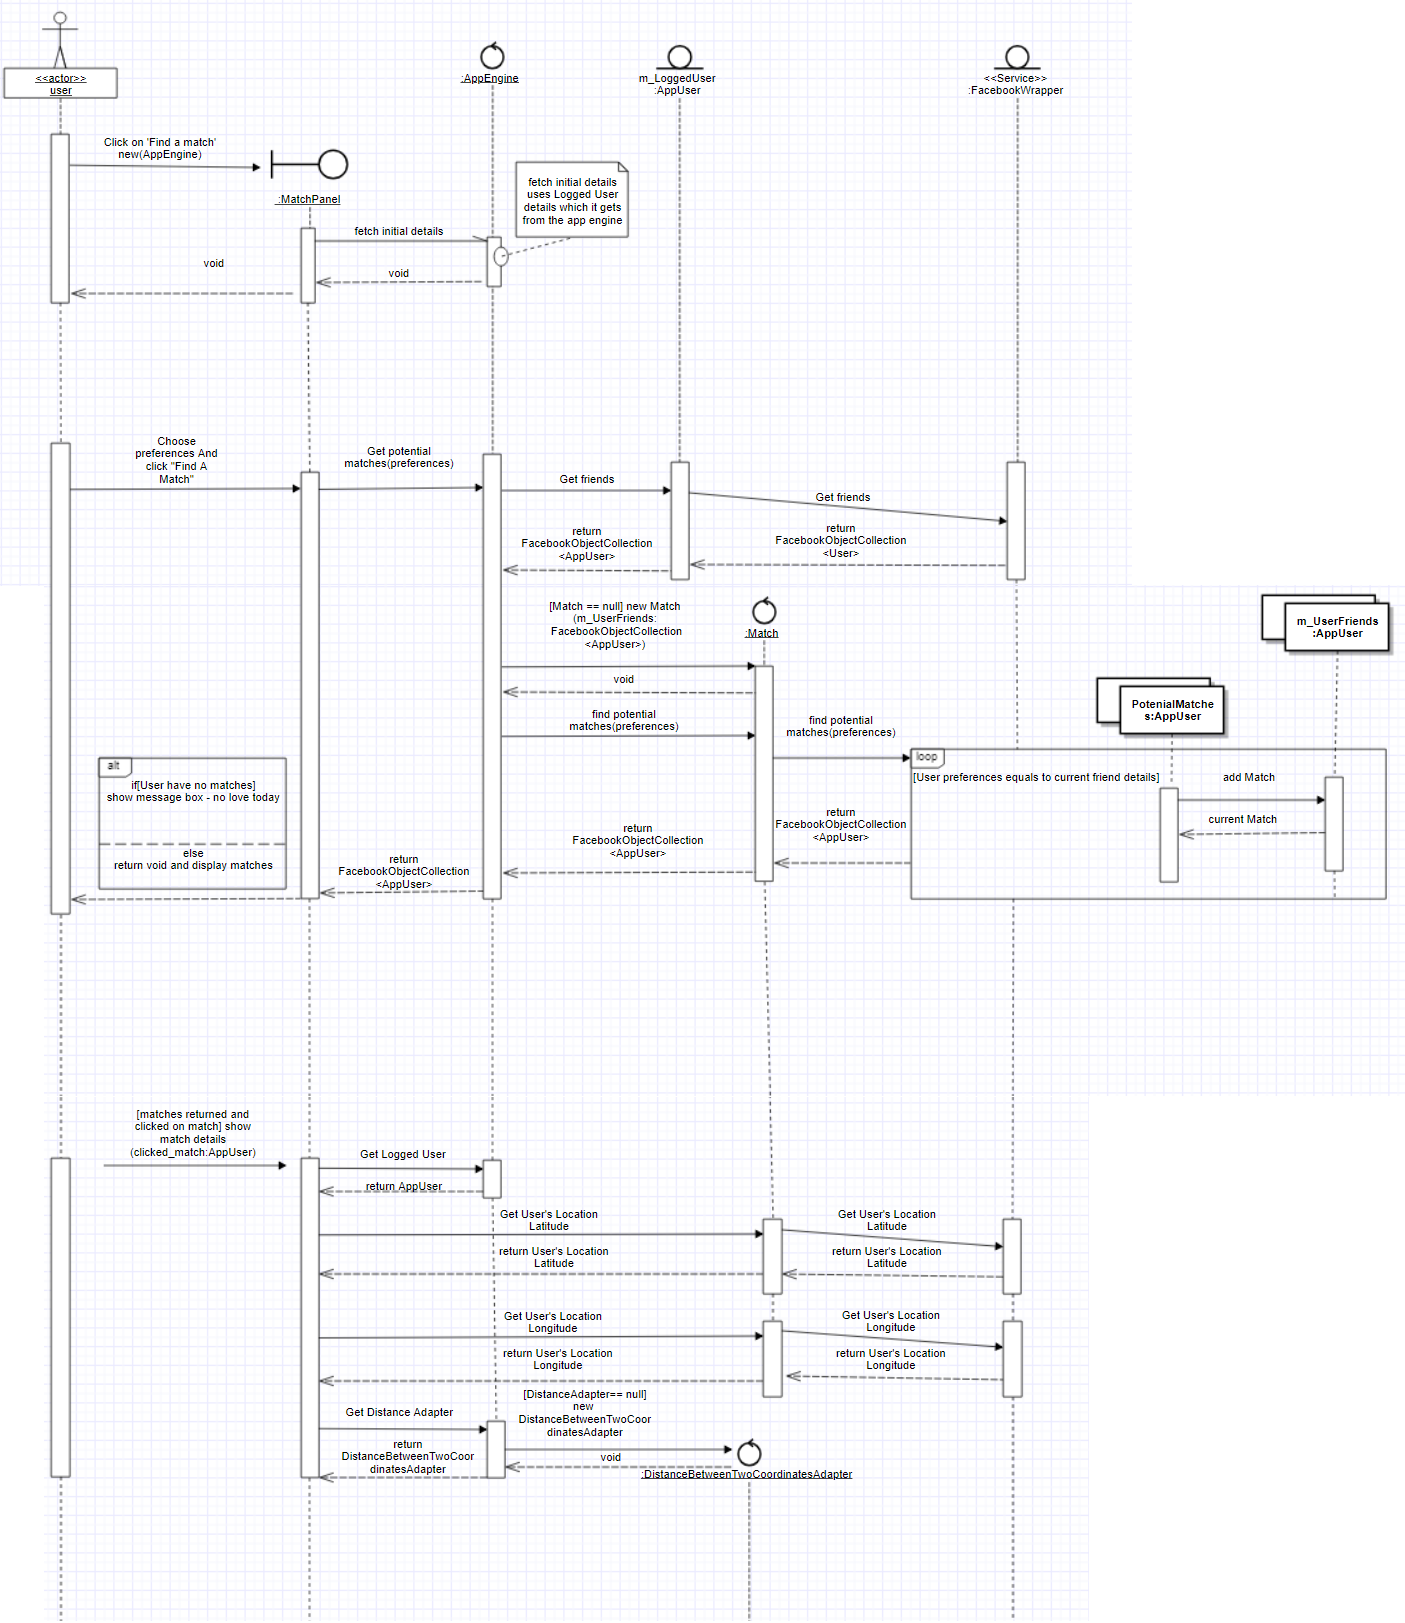 <<actor>>
user
:AppEngine
m_LoggedUser
:AppUser
<<Service>>
:FacebookWrapper
Click on 'Find a match'
new(AppEngine)
:MatchPanel
fetch initial details
uses Logged User
details which it gets
from the app engine
fetch initial details
void
void
Choose
preferences And
click "Find A
Match"
Get potential
matches(preferences)
Get friends
Get friends
return
FacebookObjectCollection
<AppUser>
return
FacebookObjectCollection
<User>
[Match == null] new Match
(m_UserFriends:
FacebookObjectCollection
<AppUser>)
:Match
m_UserFriends
:AppUser
void
find potential
matches(preferences)
find potential
matches(preferences)
PotenialMatche
s:AppUser
loop
[User preferences equals to current friend details]
add Match
current Match
alt
if[User have no matches]
show message box - no love today
else
return void and display matches
return
FacebookObjectCollection
<AppUser>
return
FacebookObjectCollection
<AppUser>
return
FacebookObjectCollection
<AppUser>
[matches returned and
clicked on match] show
match details
(clicked_match:AppUser)
Get Logged User
return AppUser
Get User's Location
Latitude
Get User's Location
Latitude
return User's Location
Latitude
return User's Location
Latitude
Get User's Location
Longitude
Get User's Location
Longitude
return User's Location
Longitude
return User's Location
Longitude
Get Distance Adapter
[DistanceAdapter== null]
new
DistanceBetweenTwoCoor
dinatesAdapter
return
DistanceBetweenTwoCoor
dinatesAdapter
void
:DistanceBetweenTwoCoordinatesAdapter